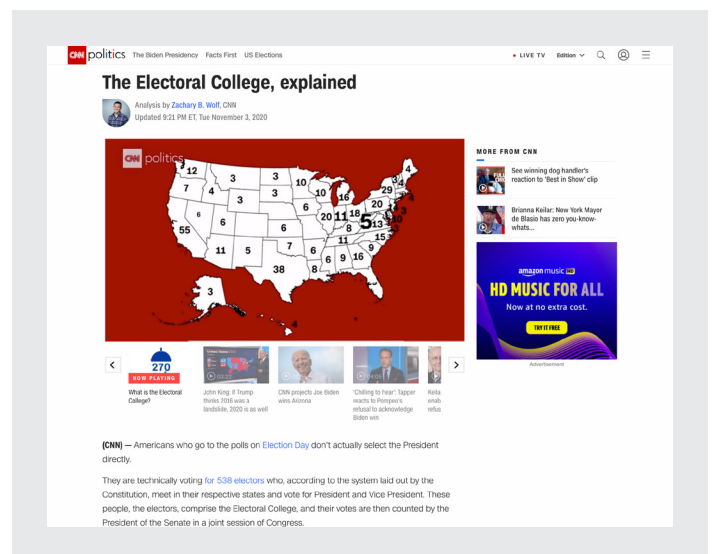 CNN politics The Biden Presidency Facts First US Elections
LIVE TV Edition
The Electoral College, explained
Analysis by Zachary B. Wolf, CNN
Updated 9:21 PM ET, Tue November 3, 2020
CNN politics
12
3
3
4
7
4
10
3
10
16
29
6
20
6
6
20 11 18
5
13
55
6
8
11
15
11
5
7
6
9
6 9 16
38
8
3
4
270
NOW PLAYING
What is the Electoral
College?
John King: If Trump
thinks 2016 was a
landslide, 2020 is as well
CNN projects Joe Biden
wins Arizona
'Chilling to hear': Tapper
reacts to Pompeo's
refusal to acknowledge
Biden win
Keila
enab
refus
MORE FROM CNN
See winning dog handler's
reaction to 'Best in Show' clip
Brianna Keilar: New York Mayor
de Blasio has zero you-know-
whats...
amazon music HD
HD MUSIC FOR ALL
Now at no extra cost.
TRY IT FREE
Advertisement
(CNN) — Americans who go to the polls on Election Day don't actually select the President
directly.
They are technically voting for 538 electors who, according to the system laid out by the
Constitution, meet in their respective states and vote for President and Vice President. These
people, the electors, comprise the Electoral College, and their votes are then counted by the
President of the Senate in a joint session of Congress.